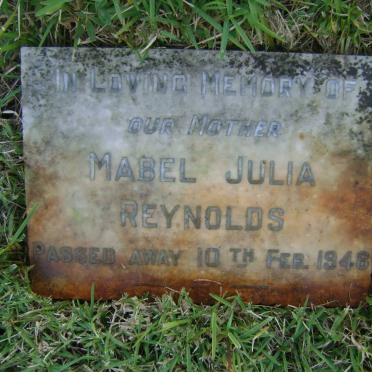 IN LOVING MEMORY OF
OUR MOTHER
MABEL JULIA
REYNOLDS
PASSED AWAY 10TH FEB. 1946